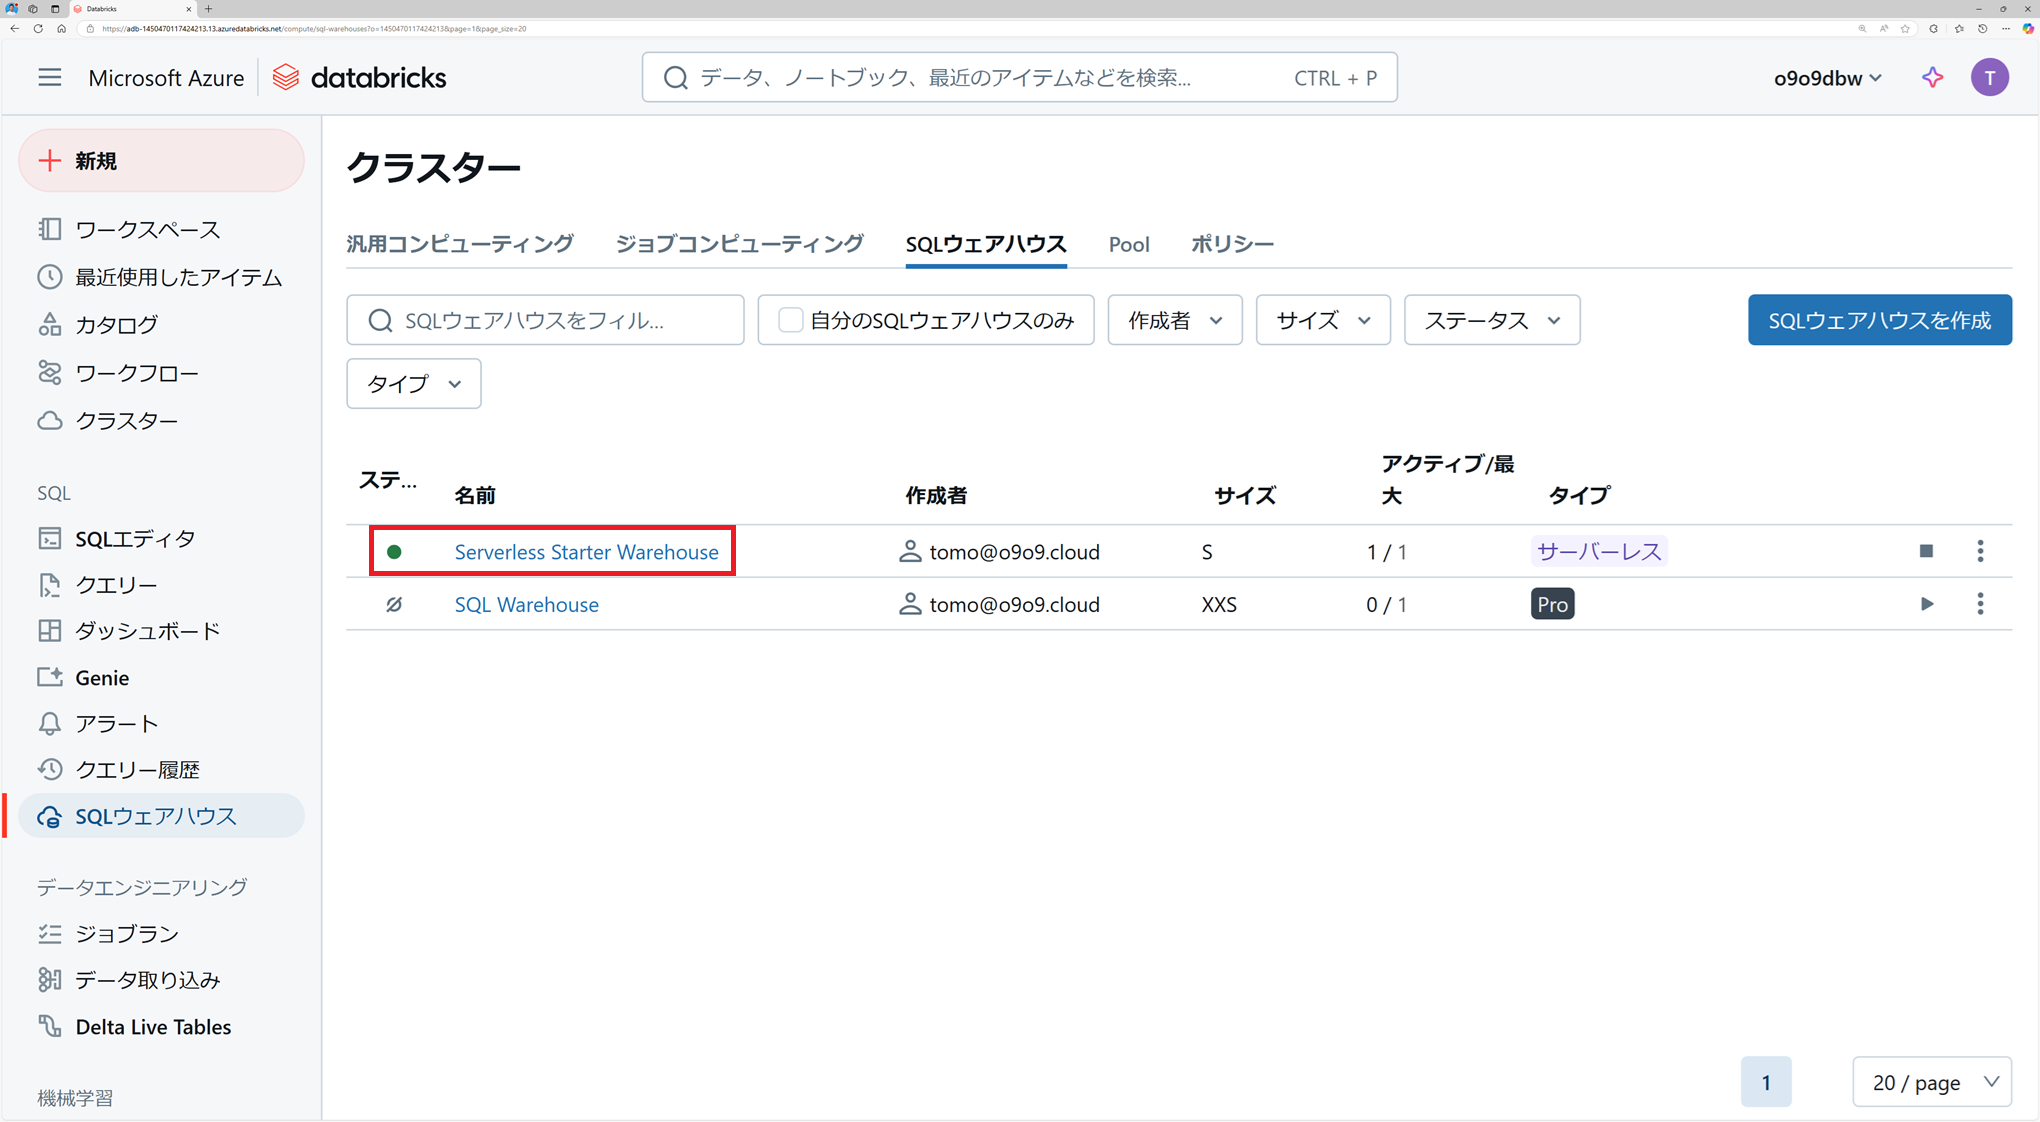 Databricks
https://adb-1450470117424213.13.azuredatabricks.net/compute/sql-warehouses?o=1450470117424213&page=1&page_size=20
Microsoft Azure
databricks
データ、ノートブック、最近のアイテムなどを検索...
CTRL + P
o9o9dbw
T
新規
ワークスペース
最近使用したアイテム
カタログ
ワークフロー
クラスター
SQL
SQLエディタ
クエリー
ダッシュボード
Genie
アラート
クエリー履歴
SQLウェアハウス
データエンジニアリング
ジョブラン
データ取り込み
Delta Live Tables
機械学習
クラスター
汎用コンピューティング
ジョブコンピューティング
SQLウェアハウス
Pool
ポリシー
SQLウェアハウスをフィル...
自分のSQLウェアハウスのみ
作成者
サイズ
ステータス
SQLウェアハウスを作成
タイプ
ステ...
名前
作成者
サイズ
アクティブ/最
大
タイプ
Serverless Starter Warehouse
tomo@o9o9.cloud
S
1 / 1
サーバーレス
SQL Warehouse
tomo@o9o9.cloud
XXS
0 / 1
Pro
1
20 / page